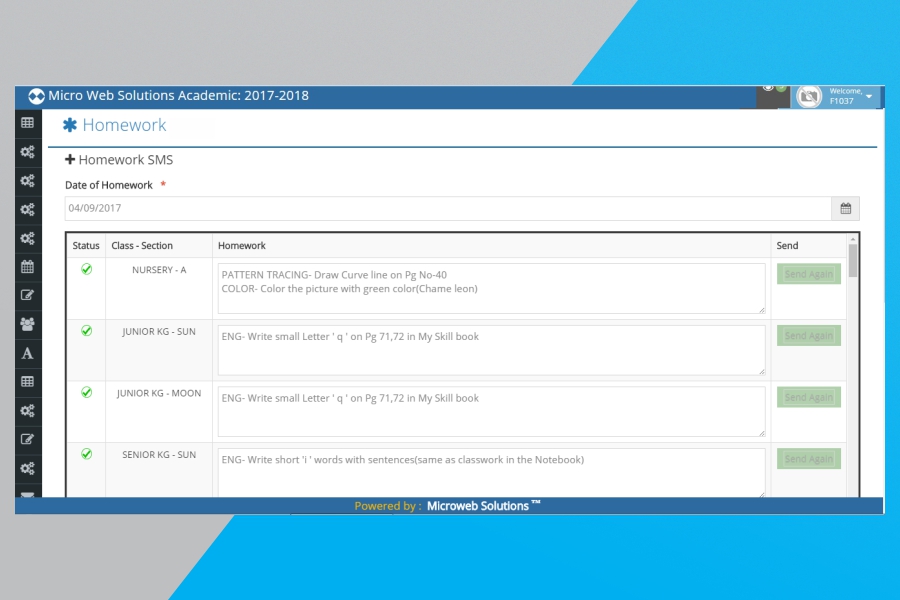 Micro Web Solutions Academic: 2017-2018
Welcome,
F1037
Homework
Homework SMS
Date of Homework *
04/09/2017
Status Class - Section Homework Send
NURSERY - A
PATTERN TRACING- Draw Curve line on Pg No-40
COLOR- Color the picture with green color(Chame leon)
Send Again
JUNIOR KG - SUN
ENG- Write small Letter ' q ' on Pg 71,72 in My Skill book
Send Again
JUNIOR KG - MOON
ENG- Write small Letter ' q ' on Pg 71,72 in My Skill book
Send Again
SENIOR KG - SUN
ENG- Write short 'i ' words with sentences(same as classwork in the Notebook)
Send Again
Powered by : Microweb Solutions ™